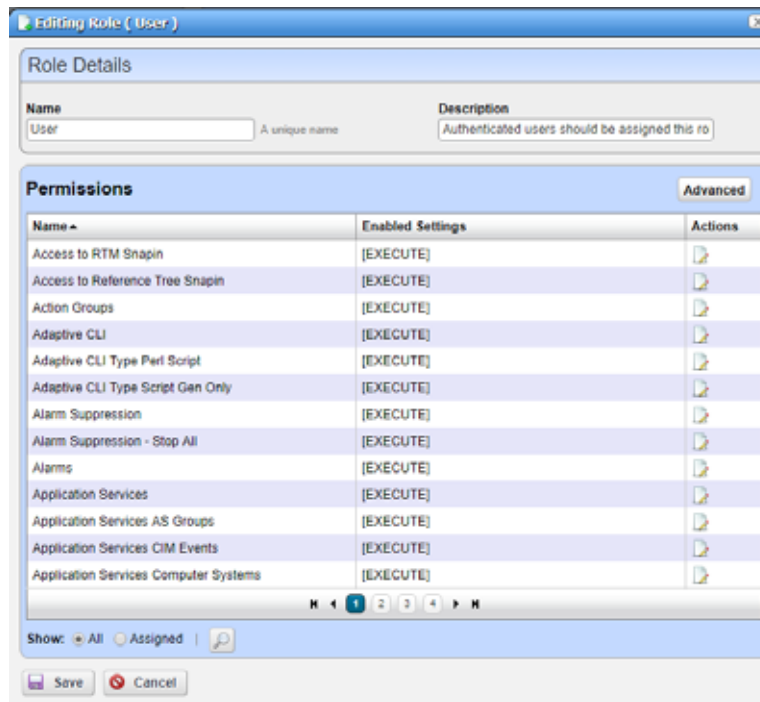 Editing Role ( User )
Role Details
Name
Description
User
A unique name
Authenticated users should be assigned this ro
Permissions
Advanced
Name
Enabled Settings
Actions
Access to RTM Snapin [EXECUTE]
Access to Reference Tree Snapin [EXECUTE]
Action Groups [EXECUTE]
Adaptive CLI [EXECUTE]
Adaptive CLI Type Perl Script [EXECUTE]
Adaptive CLI Type Script Gen Only [EXECUTE]
Alarm Suppression [EXECUTE]
Alarm Suppression - Stop All [EXECUTE]
Alarms [EXECUTE]
Application Services [EXECUTE]
Application Services AS Groups [EXECUTE]
Application Services CIM Events [EXECUTE]
Application Services Computer Systems [EXECUTE]
1 2 3 4
Show: All Assigned |
Save Cancel